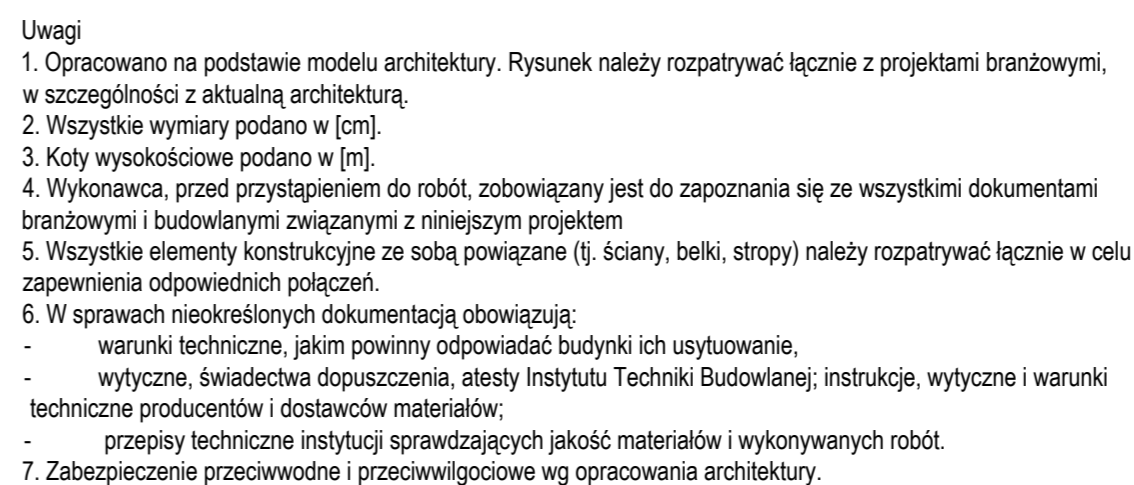 Uwagi
1. Opracowano na podstawie modelu architektury. Rysunek należy rozpatrywać łącznie z projektami branżowymi,
w szczególności z aktualną architekturą.
2. Wszystkie wymiary podano w [cm].
3. Koty wysokościowe podano w [m].
4. Wykonawca, przed przystąpieniem do robót, zobowiązany jest do zapoznania się ze wszystkimi dokumentami
branżowymi i budowlanymi związanymi z niniejszym projektem
5. Wszystkie elementy konstrukcyjne ze sobą powiązane (tj. ściany, belki, stropy) należy rozpatrywać łącznie w celu
zapewnienia odpowiednich połączeń.
6. W sprawach nieokreślonych dokumentacją obowiązują:
- warunki techniczne, jakim powinny odpowiadać budynki ich usytuowanie,
- wytyczne, świadectwa dopuszczenia, atesty Instytutu Techniki Budowlanej; instrukcje, wytyczne i warunki
techniczne producentów i dostawców materiałów;
- przepisy techniczne instytucji sprawdzających jakość materiałów i wykonywanych robót.
7. Zabezpieczenie przeciwwodne i przeciwwilgociowe wg opracowania architektury.